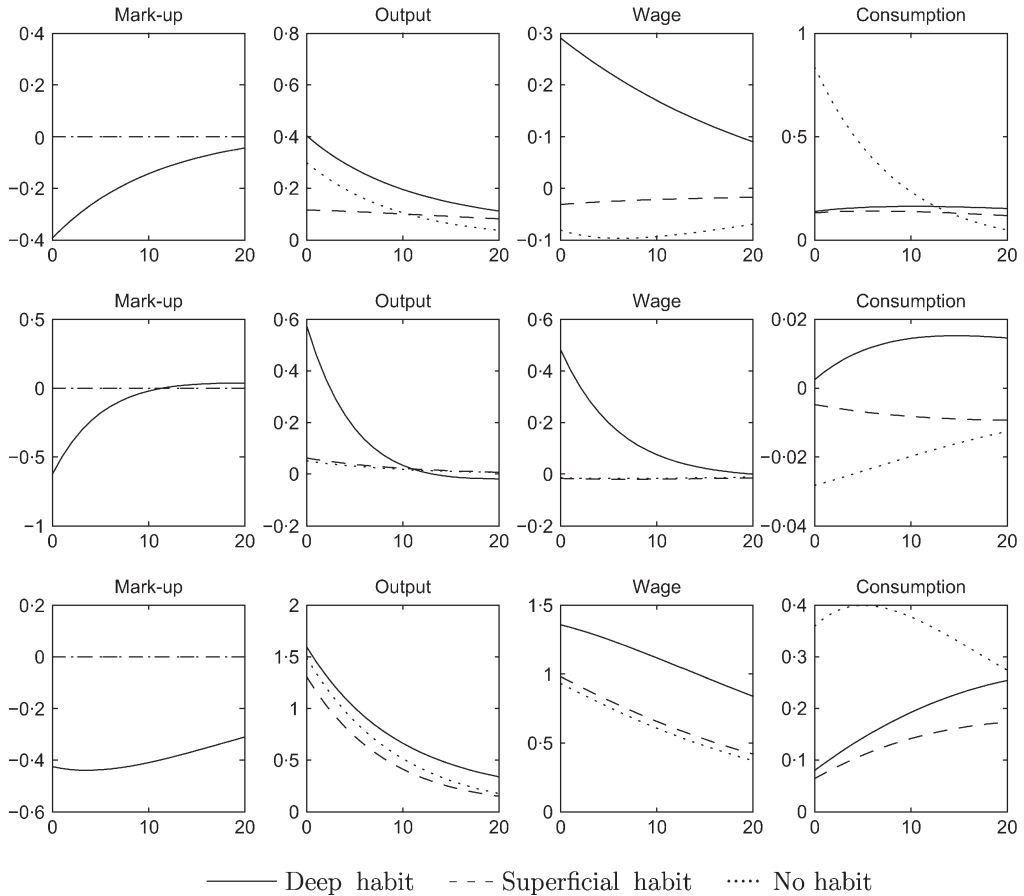 Mark-up Output Wage Consumption
0·4 0·8 0·3 1
0·2 0·6 0·2
0 0·4 0·1 0·5
−0·2 0·2 0
−0·4 0 −0·1 0
0 10 20 0 10 20 0 10 20 0 10 20
Mark-up Output Wage Consumption
0·5 0·6 0·6 0·02
0 0·4 0·4 0
−0·5 0·2 0·2 −0·02
0 0
−1 −0·2 −0·2 −0·04
0 10 20 0 10 20 0 10 20 0 10 20
Mark-up Output Wage Consumption
0·2 2 1·5 0·4
0 1·5 1 0·3
−0·2 1 0·5 0·2
−0·4 0·5 0·1
−0·6 0 0 0
0 10 20 0 10 20 0 10 20 0 10 20
Deep habit Superficial habit No habit